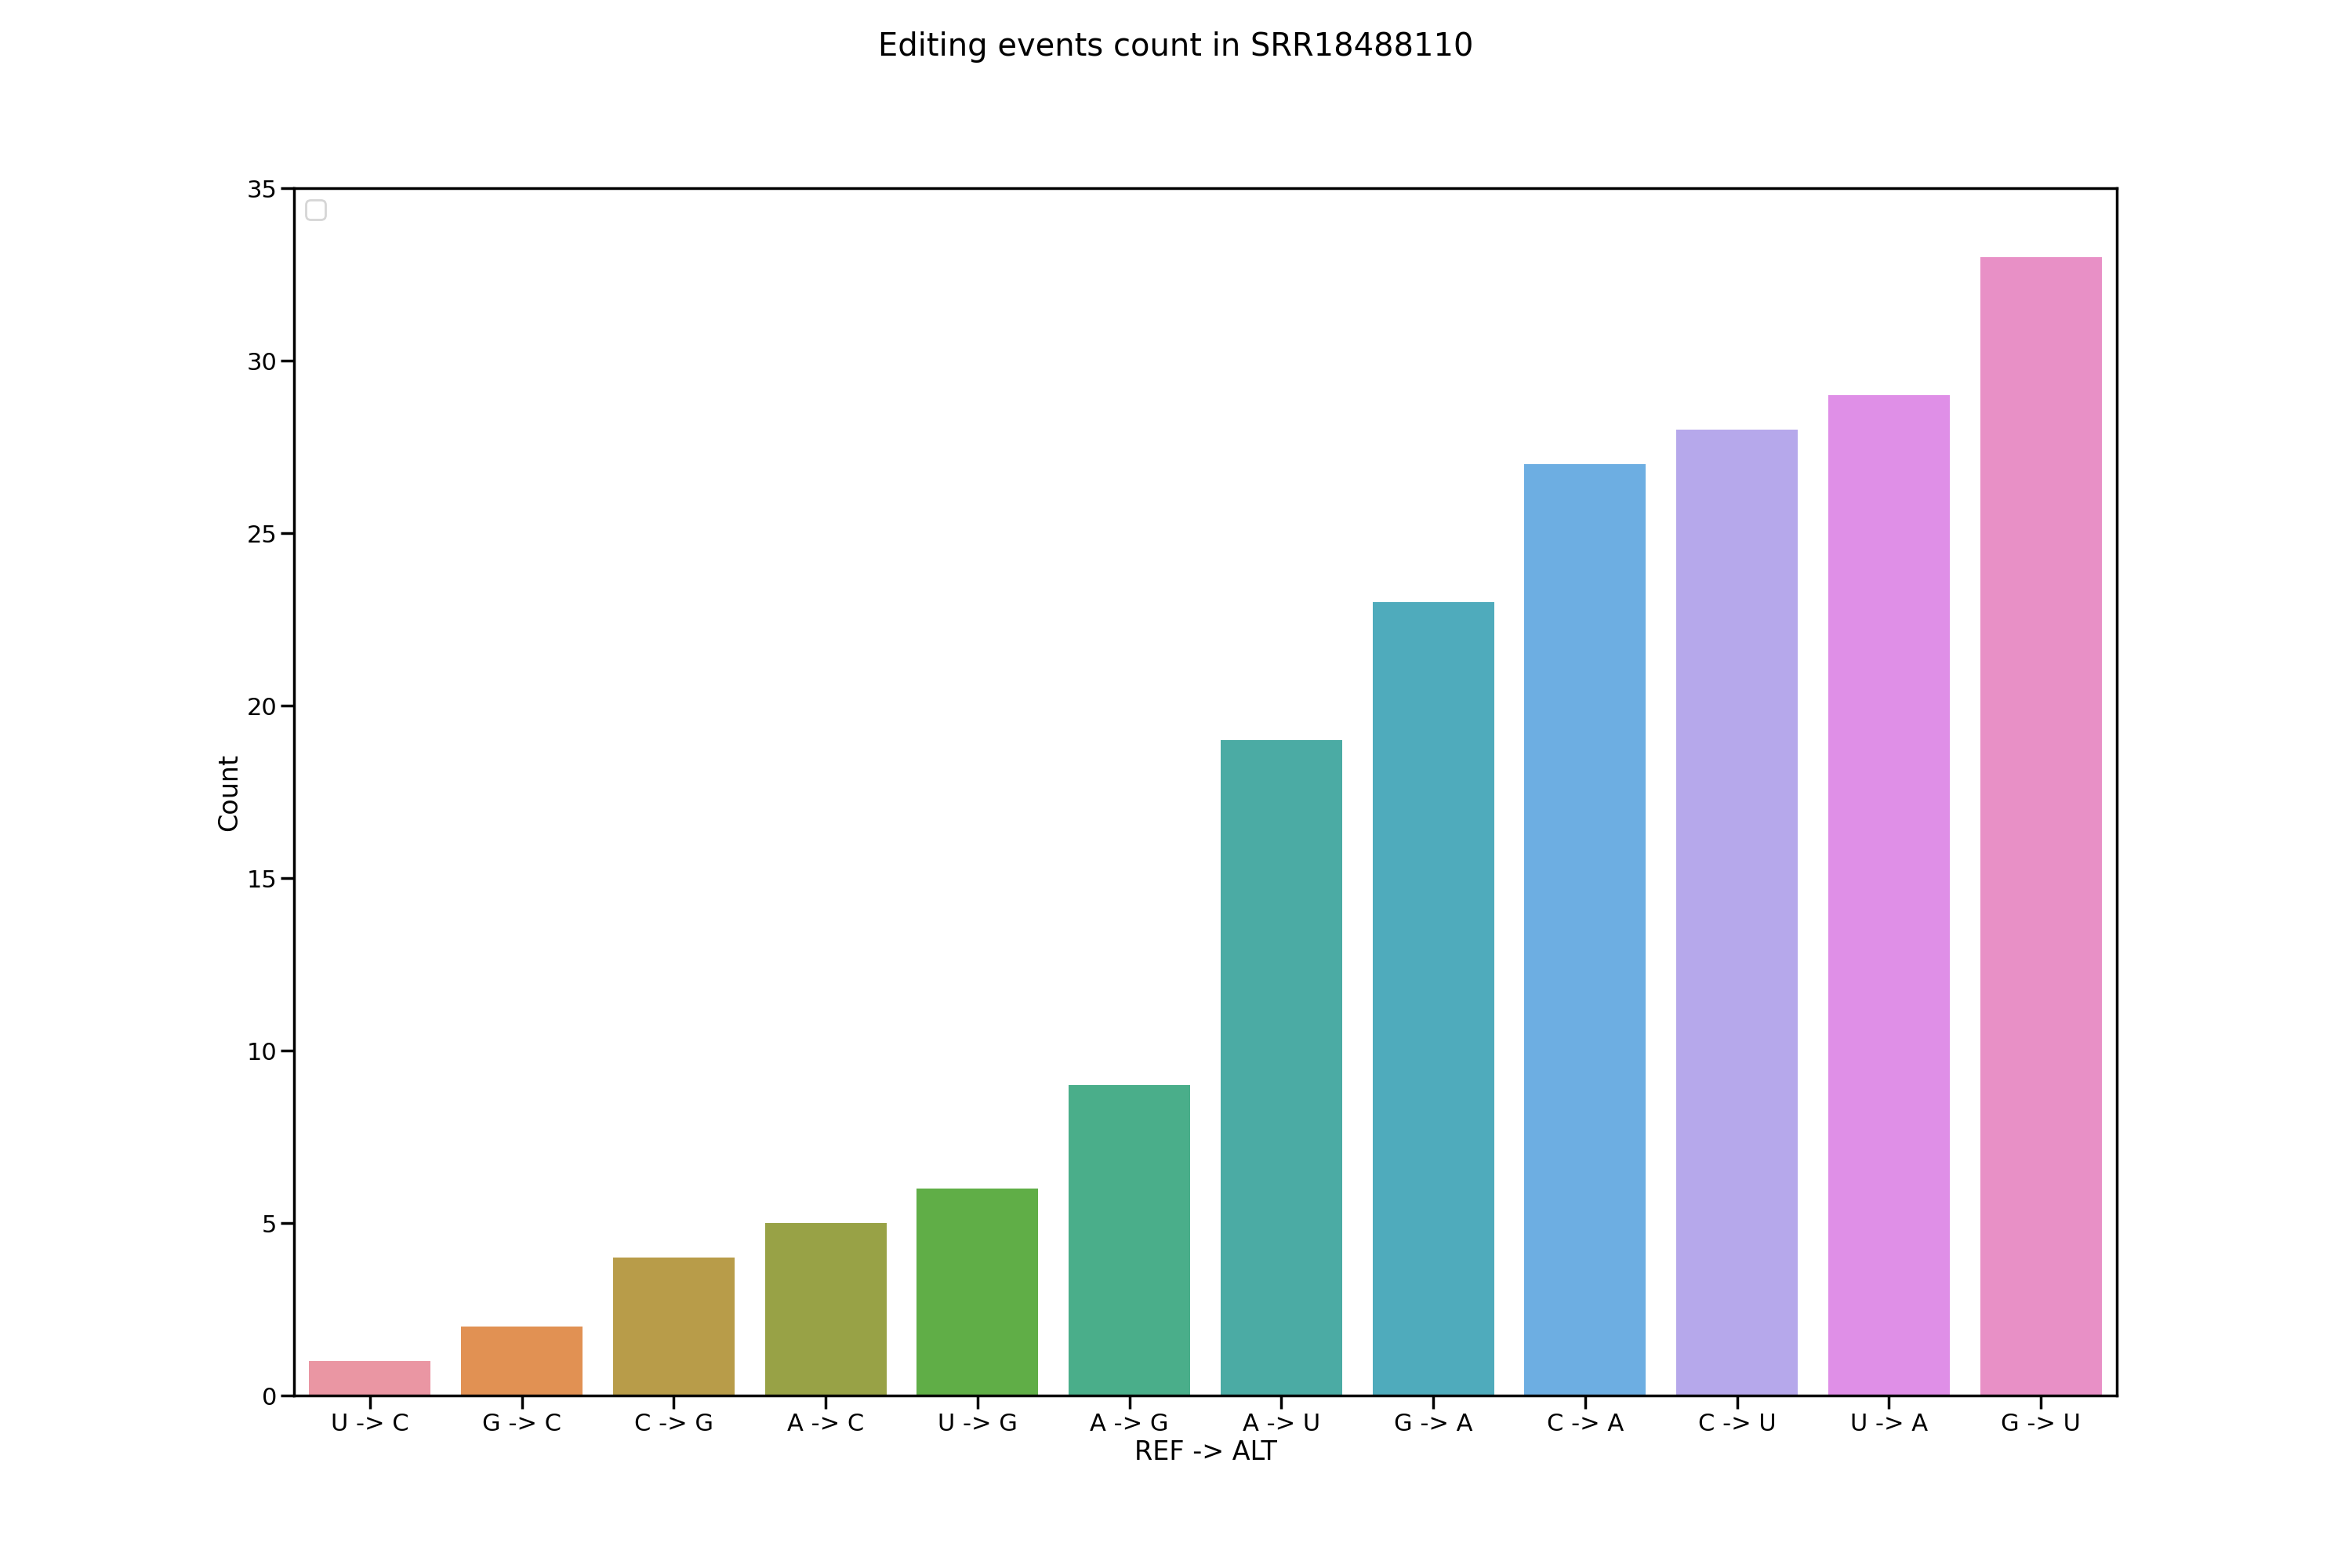 Editing events count in SRR18488110
35
30
25
20
15
10
5
0
Count
U -> C G -> C C -> G A -> C U -> G A -> G A -> U G -> A C -> A C -> U U -> A G -> U
REF -> ALT